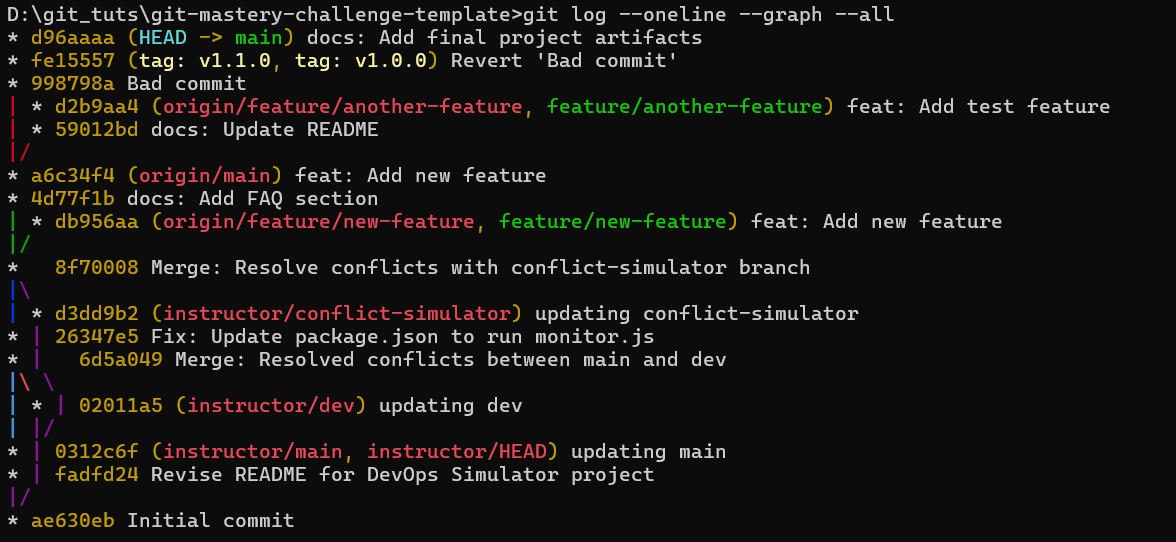 D:\git_tuts\git-mastery-challenge-template>git log --oneline --graph --all
* d96aaaa (HEAD -> main) docs: Add final project artifacts
* fe15557 (tag: v1.1.0, tag: v1.0.0) Revert 'Bad commit'
* 998798a Bad commit
| * d2b9aa4 (origin/feature/another-feature, feature/another-feature) feat: Add test feature
| * 59012bd docs: Update README
|/
* a6c34f4 (origin/main) feat: Add new feature
* 4d77f1b docs: Add FAQ section
| * db956aa (origin/feature/new-feature, feature/new-feature) feat: Add new feature
|/
*   8f70008 Merge: Resolve conflicts with conflict-simulator branch
|\
| * d3dd9b2 (instructor/conflict-simulator) updating conflict-simulator
* | 26347e5 Fix: Update package.json to run monitor.js
* |   6d5a049 Merge: Resolved conflicts between main and dev
|\ \
| * | 02011a5 (instructor/dev) updating dev
| |/
* | 0312c6f (instructor/main, instructor/HEAD) updating main
* | fadfd24 Revise README for DevOps Simulator project
|/
* ae630eb Initial commit